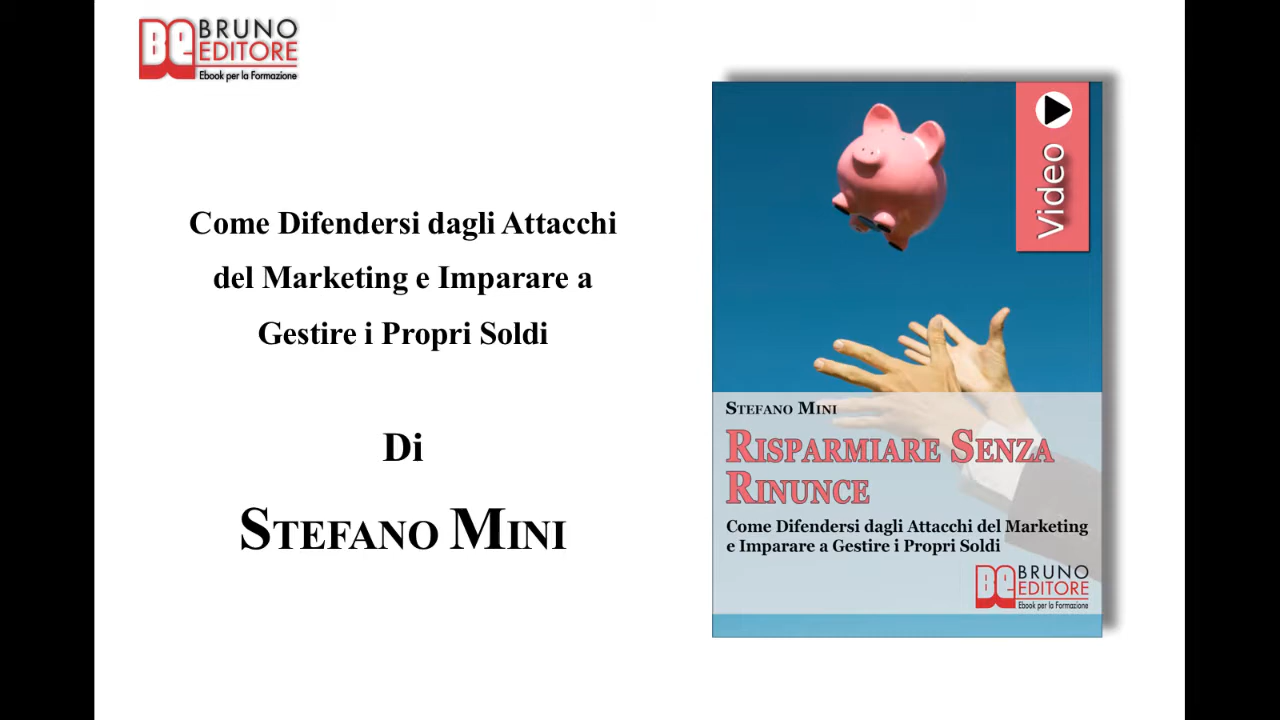 BRUNO
EDITORE
Ebook per la Formazione
Come Difendersi dagli Attacchi
del Marketing e Imparare a
Gestire i Propri Soldi
Di
STEFANO MINI
Video
STEFANO MINI
RISPARMIARE SENZA
RINUNCE
Come Difendersi dagli Attacchi del Marketing
e Imparare a Gestire i Propri Soldi
BRUNO
EDITORE
Ebook per la Formazione